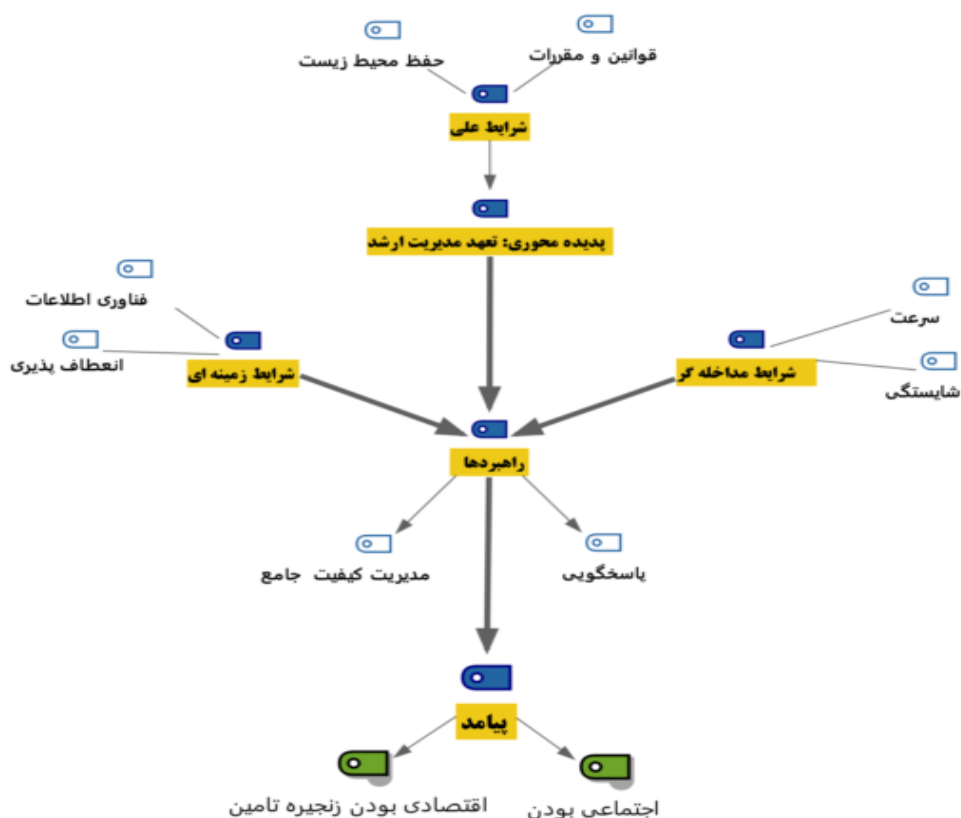 قوانین و مقررات
حفظ محیط زیست
شرایط علی
پدیده محوری: تعهد مدیریت ارشد
فناوری اطلاعات
سرعت
انعطاف پذیری
شرایط زمینه ای
شرایط مداخله گر
شایستگی
راهبردها
پاسخگویی
مدیریت کیفیت جامع
پیامد
اجتماعی بودن
اقتصادی بودن زنجیره تامین